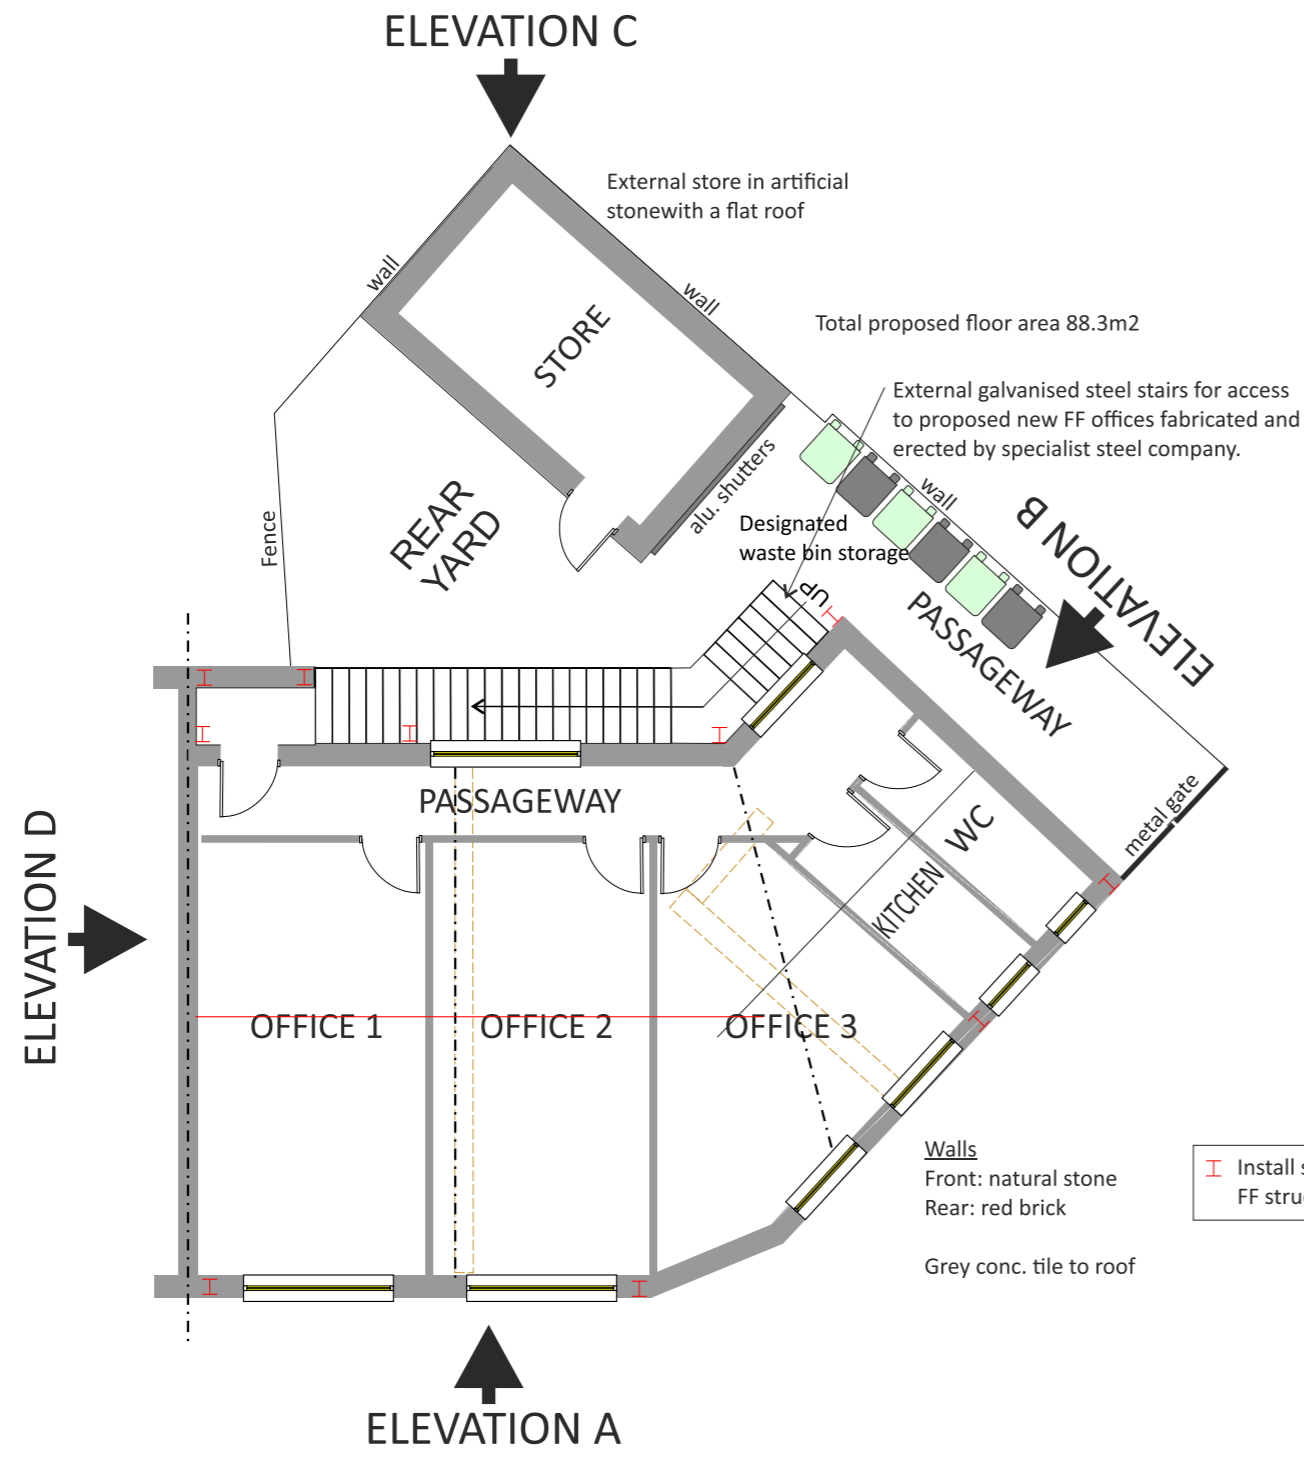 ELEVATION C
External store in artificial
stonewith a flat roof
wall
wall
STORE
Total proposed floor area 88.3m2
External galvanised steel stairs for access
to proposed new FF offices fabricated and
erected by specialist steel company.
alu. shutters
wall
ELEVATION B
REAR
YARD
Fence
Designated
waste bin storage
UP
PASSAGEWAY
metal gate
PASSAGEWAY
WC
KITCHEN
ELEVATION D
OFFICE 1
OFFICE 2
OFFICE 3
Walls
Front: natural stone
Rear: red brick
Grey conc. tile to roof
Install s
FF stru
ELEVATION A